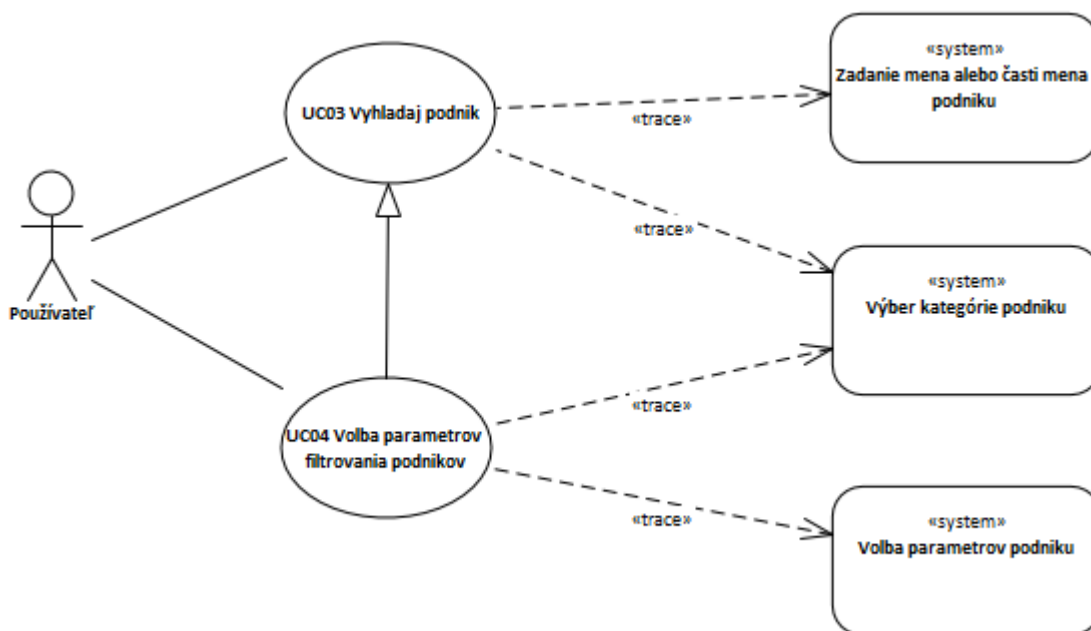 «system»
Zadanie mena alebo časti mena
podniku
UC03 Vyhladaj podnik
«trace»
«trace»
«system»
Výber kategórie podniku
Používateľ
«trace»
UC04 Volba parametrov
filtrovania podnikov
«trace»
«system»
Volba parametrov podniku